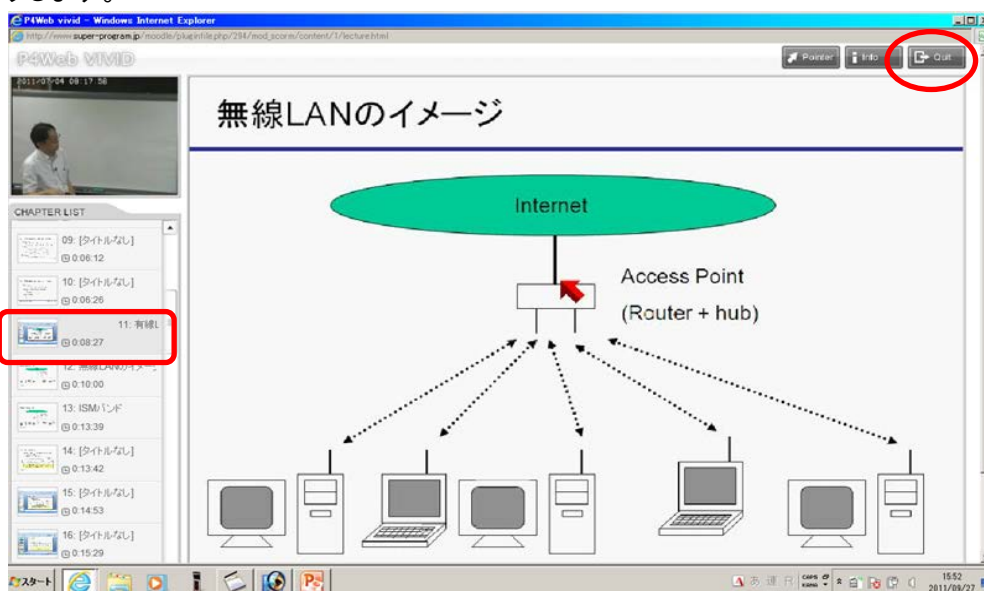 P4Web vivid - Windows Internet Explorer
http://www.super-program.jp/moodle/pluginfile.php/294/mod_scorm/content/1/lecture.html
P4Web VIVID
Pointer
Info
Quit
2011/07/04 08:17:58
無線LANのイメージ
Internet
Access Point
(Router + hub)
CHAPTER LIST
09: [タイトルなし]
0:06:12
10: [タイトルなし]
0:06:26
11: 有線L
0:08:27
12: 無線LANのイメージ
0:10:00
13: ISMバンド
0:13:39
14: [タイトルなし]
0:13:42
15: [タイトルなし]
0:14:53
16: [タイトルなし]
0:15:29
スタート
あ 連 R CAPS KANA
15:52
2011/09/27